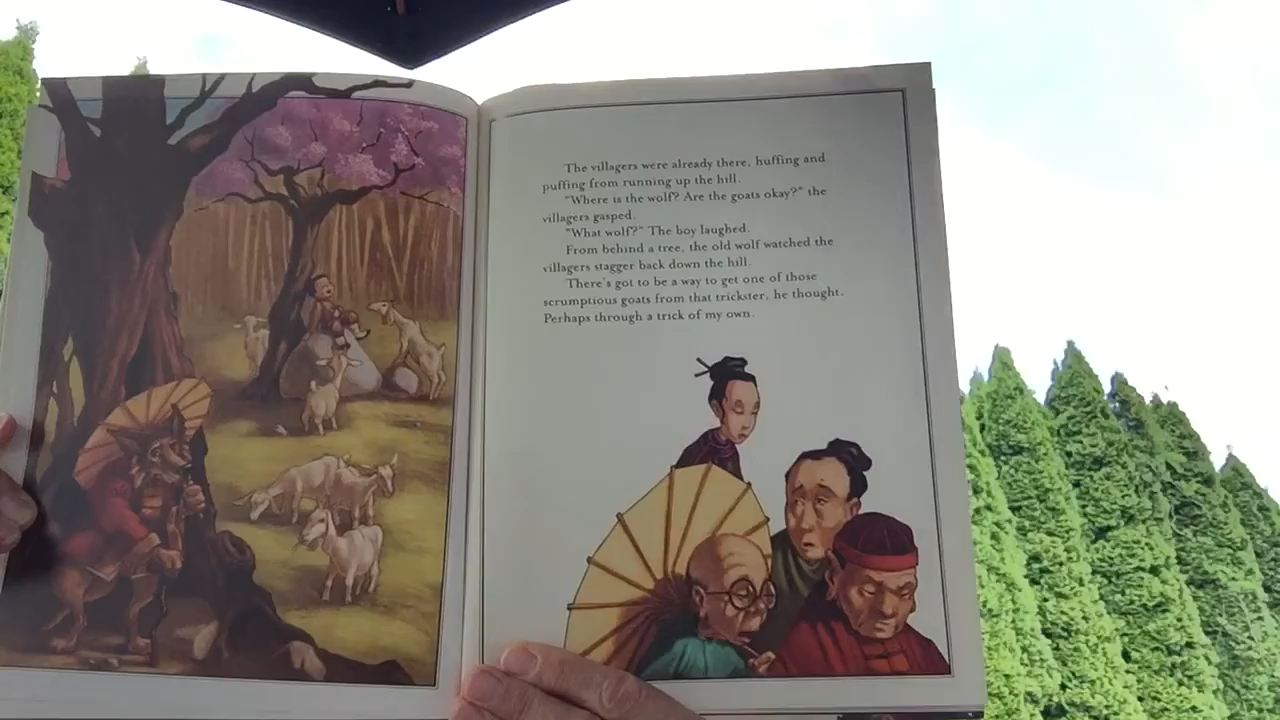 The villagers were already there, huffing and
puffing from running up the hill.
"Where is the wolf? Are the goats okay?" the
villagers gasped.
"What wolf?" The boy laughed.
From behind a tree, the old wolf watched the
villagers stagger back down the hill.
There's got to be a way to get one of those
scrumptious goats from that trickster, he thought.
Perhaps through a trick of my own.